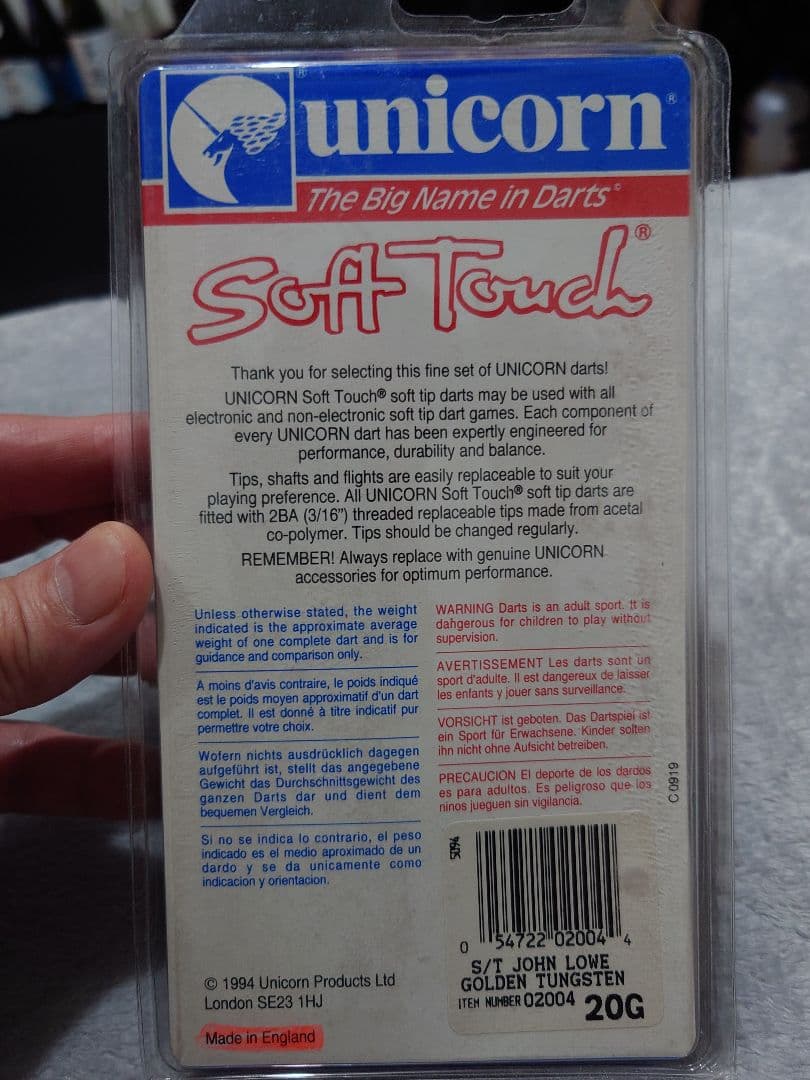 unicorn®
The Big Name in Darts®
Soft Touch®
Thank you for selecting this fine set of UNICORN darts!
UNICORN Soft Touch® soft tip darts may be used with all
electronic and non-electronic soft tip dart games. Each component of
every UNICORN dart has been expertly engineered for
performance, durability and balance.
Tips, shafts and flights are easily replaceable to suit your
playing preference. All UNICORN Soft Touch® soft tip darts are
fitted with 2BA (3/16”) threaded replaceable tips made from acetal
co-polymer. Tips should be changed regularly.
REMEMBER! Always replace with genuine UNICORN
accessories for optimum performance.
Unless otherwise stated, the weight
indicated is the approximate average
weight of one complete dart and is for
guidance and comparison only.
A moins d'avis contraire, le poids indiqué
est le poids moyen approximatif d'un dart
complet. Il est donné à titre indicatif pur
permettre votre choix.
Wofern nichts ausdrücklich dagegen
aufgeführt ist, stellt das angegebene
Gewicht das Durchschnittsgewicht des
ganzen Darts dar und dient dem
bequemen Vergleich.
Si no se indica lo contrario, el peso
indicado es el medio aproximado de un
dardo y se da unicamente como
indicacion y orientacion.
WARNING Darts is an adult sport. It is
dahgerous for children to play without
supervision.
AVERTISSEMENT Les darts sont un
sport d'adulte. Il est dangereux de laisser
les enfants y jouer sans surveillance.
VORSICHT ist geboten. Das Dartspiel ist
ein Sport für Erwachsene. Kinder solten
ihn nicht ohne Aufsicht betreiben.
PRECAUCION El deporte de los dardos
es para adultos. Es peligroso que los
ninos jueguen sin vigilancia.
C 0919
5094
0 54722 02004 4
S/T JOHN LOWE
GOLDEN TUNGSTEN
ITEM NUMBER 02004 20G
© 1994 Unicorn Products Ltd
London SE23 1HJ
Made in England